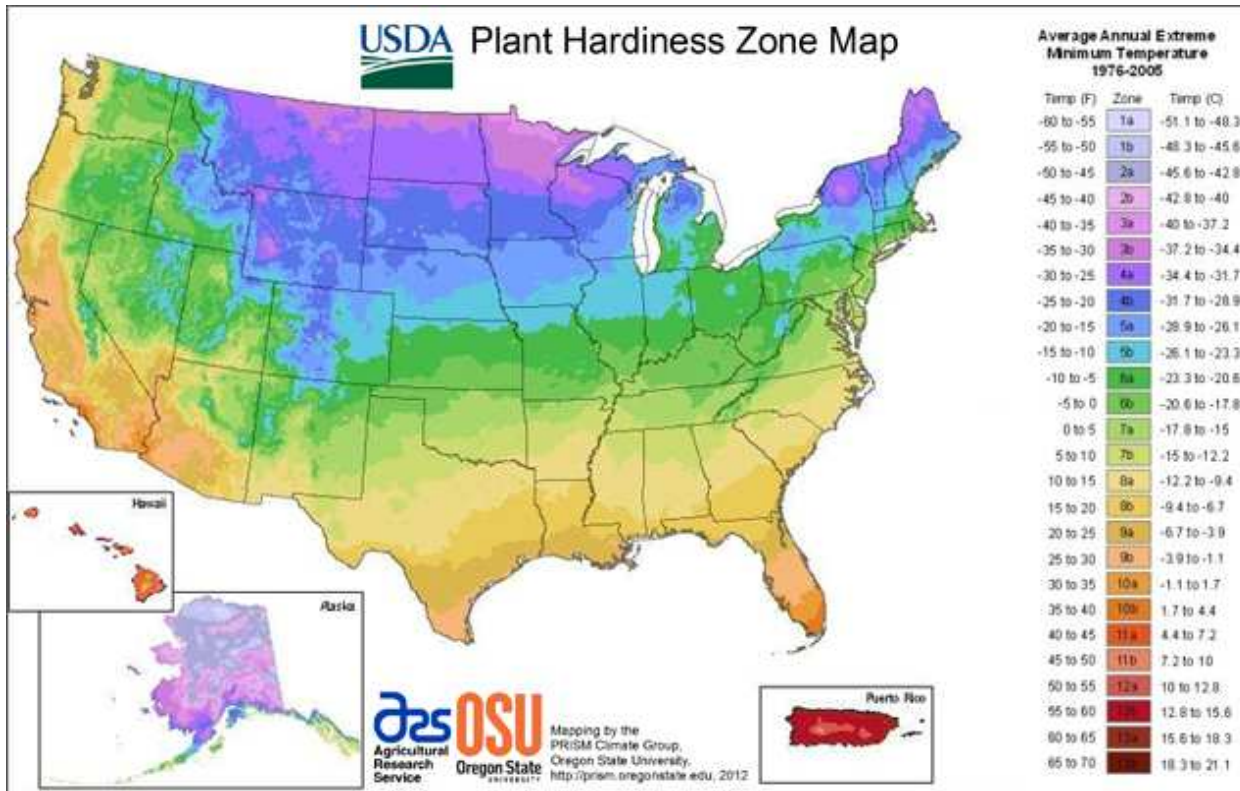 USDA Plant Hardiness Zone Map
Average Annual Extreme
Minimum Temperature
1976-2005
Temp (F) Zone Temp (C)
-60 to -55 1a -51.1 to -48.3
-55 to -50 1b -48.3 to -45.6
-50 to -45 2a -45.6 to -42.8
-45 to -40 2b -42.8 to -40
-40 to -35 3a -40 to -37.2
-35 to -30 3b -37.2 to -34.4
-30 to -25 4a -34.4 to -31.7
-25 to -20 4b -31.7 to -28.9
-20 to -15 5a -28.9 to -26.1
-15 to -10 5b -26.1 to -23.3
-10 to -5 6a -23.3 to -20.6
-5 to 0 6b -20.6 to -17.8
0 to 5 7a -17.8 to -15
5 to 10 7b -15 to -12.2
10 to 15 8a -12.2 to -9.4
15 to 20 8b -9.4 to -6.7
20 to 25 9a -6.7 to -3.9
25 to 30 9b -3.9 to -1.1
30 to 35 10a -1.1 to 1.7
35 to 40 10b 1.7 to 4.4
40 to 45 11a 4.4 to 7.2
45 to 50 11b 7.2 to 10
50 to 55 12a 10 to 12.8
55 to 60 12.8 to 15.6
60 to 65 15.6 to 18.3
65 to 70 18.3 to 21.1
Hawaii
Alaska
Puerto Rico
ars
Agricultural
Research
Service
OSU
Oregon State
UNIVERSITY
Mapping by the
PRISM Climate Group,
Oregon State University,
http://prism.oregonstate.edu, 2012